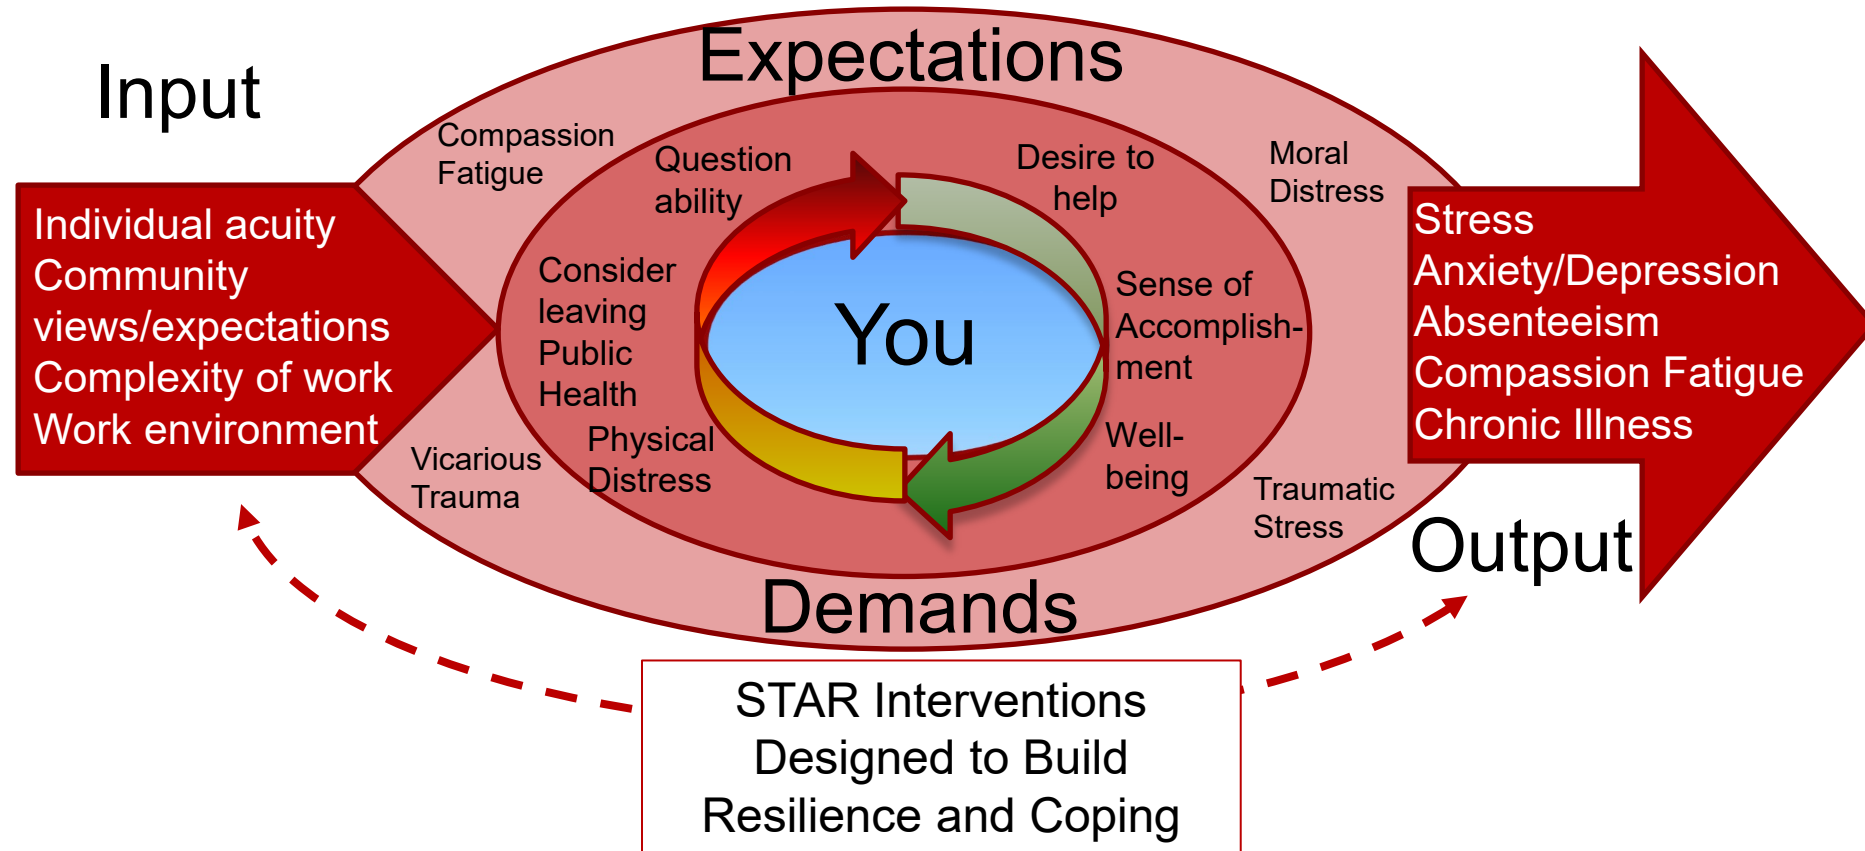 Input
Individual acuity
Community
views/expectations
Complexity of work
Work environment
Expectations
Compassion
Fatigue
Moral
Distress
Vicarious
Trauma
Traumatic
Stress
Demands
Question
ability
Desire to
help
Consider
leaving
Public
Health
Sense of
Accomplish-
ment
Physical
Distress
Well-
being
You
Stress
Anxiety/Depression
Absenteeism
Compassion Fatigue
Chronic Illness
Output
STAR Interventions
Designed to Build
Resilience and Coping